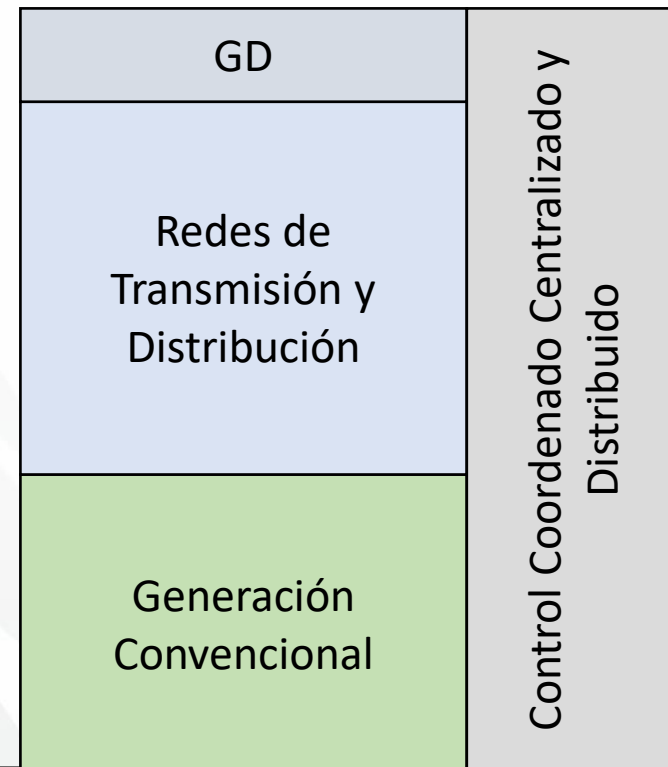 GD
Redes de
Transmisión y
Distribución
Generación
Convencional
Control Coordenado Centralizado y
Distribuido